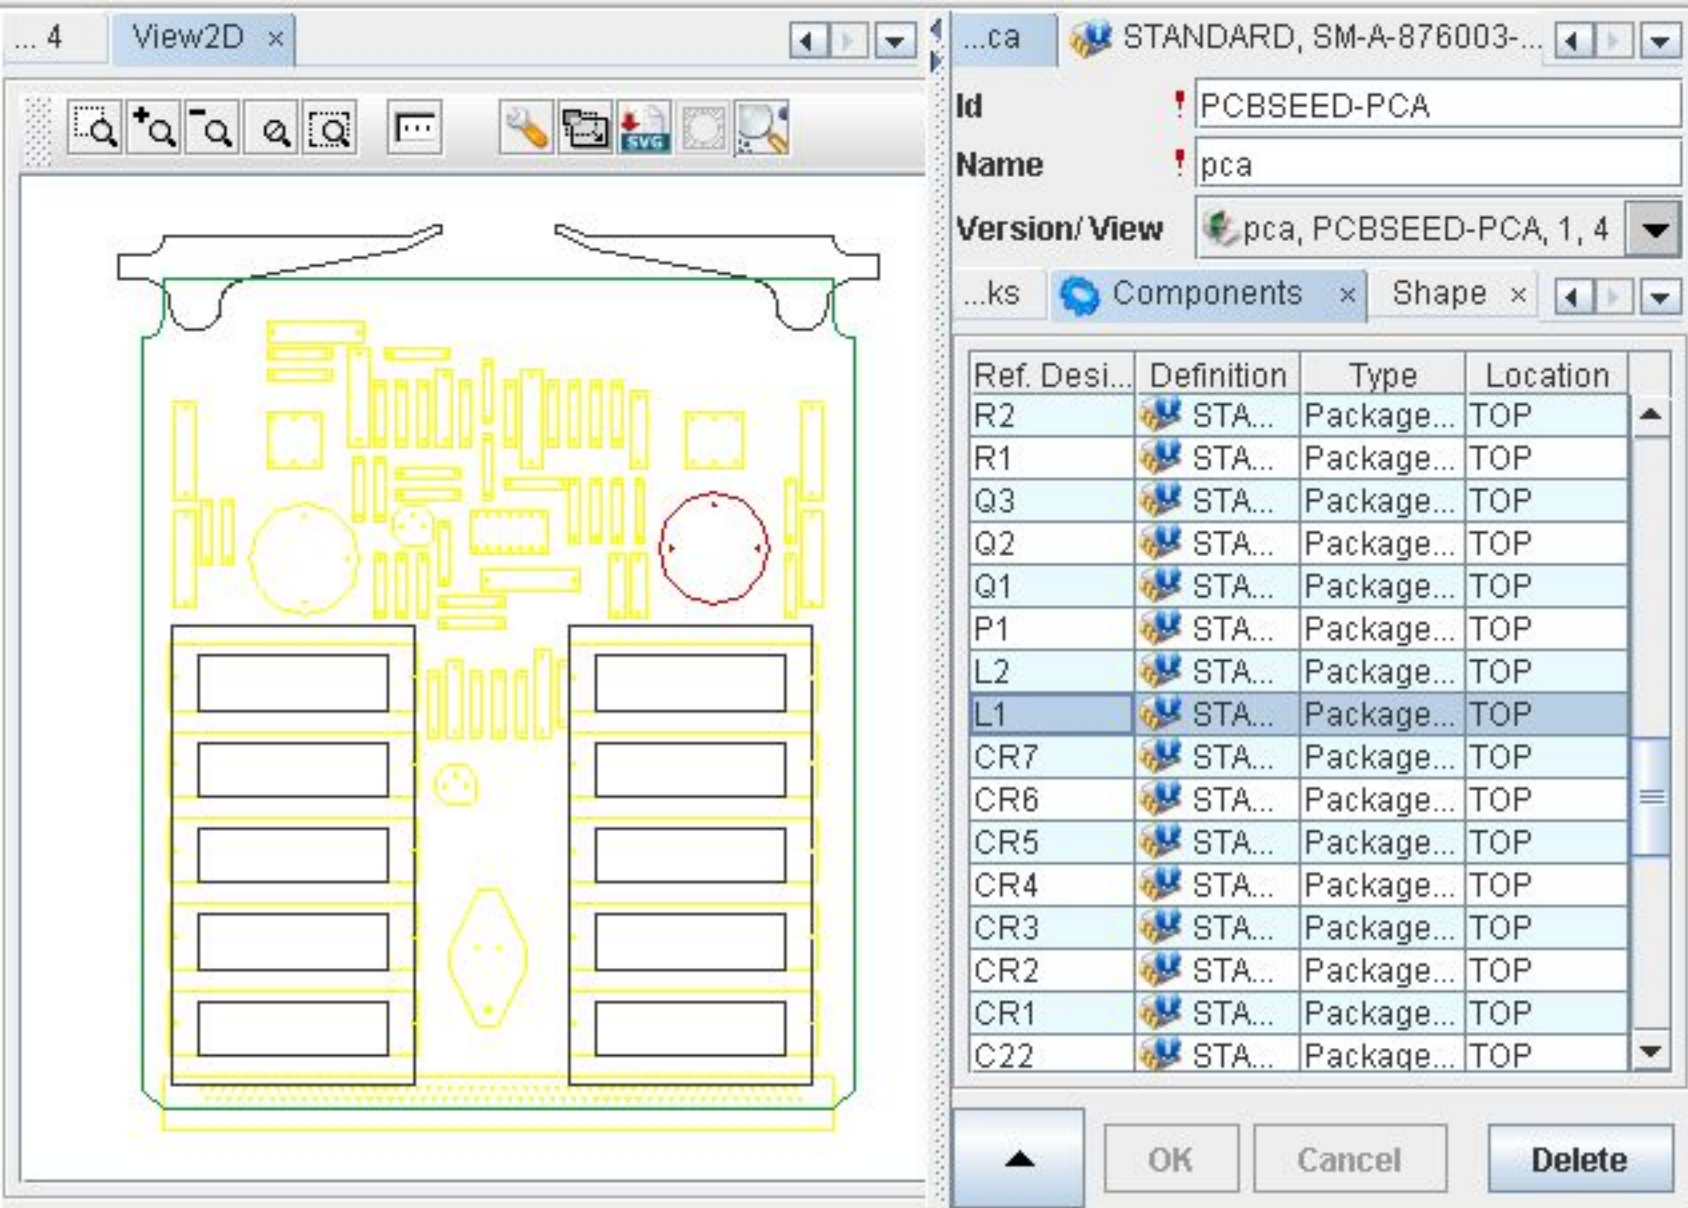 ... 4 View2D ×
SVG
...ca STANDARD, SM-A-876003-...
Id ! PCBSEED-PCA
Name ! pca
Version/View pca, PCBSEED-PCA, 1, 4
...ks Components × Shape ×
Ref. Desi... Definition Type Location
R2 STA... Package... TOP
R1 STA... Package... TOP
Q3 STA... Package... TOP
Q2 STA... Package... TOP
Q1 STA... Package... TOP
P1 STA... Package... TOP
L2 STA... Package... TOP
L1 STA... Package... TOP
CR7 STA... Package... TOP
CR6 STA... Package... TOP
CR5 STA... Package... TOP
CR4 STA... Package... TOP
CR3 STA... Package... TOP
CR2 STA... Package... TOP
CR1 STA... Package... TOP
C22 STA... Package... TOP
OK Cancel Delete